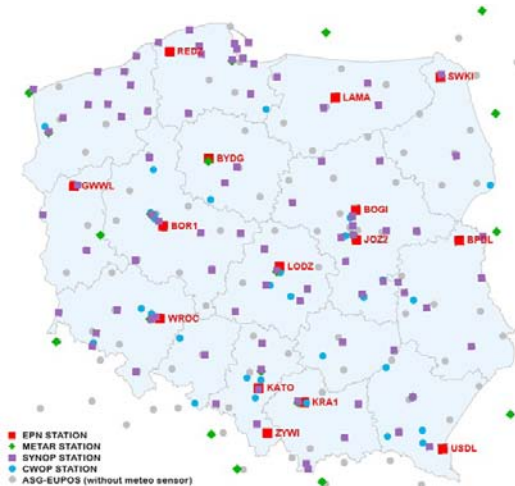 REDZ
SWKI
LAMA
BYDG
GWWL
BOGI
BOR1
JOZ2
BPDL
LODZ
WROC
KATO
KRA1
ZYWI
USDL
EPN STATION
METAR STATION
SYNOP STATION
CWOP STATION
ASG-EUPOS (without meteo sensor)